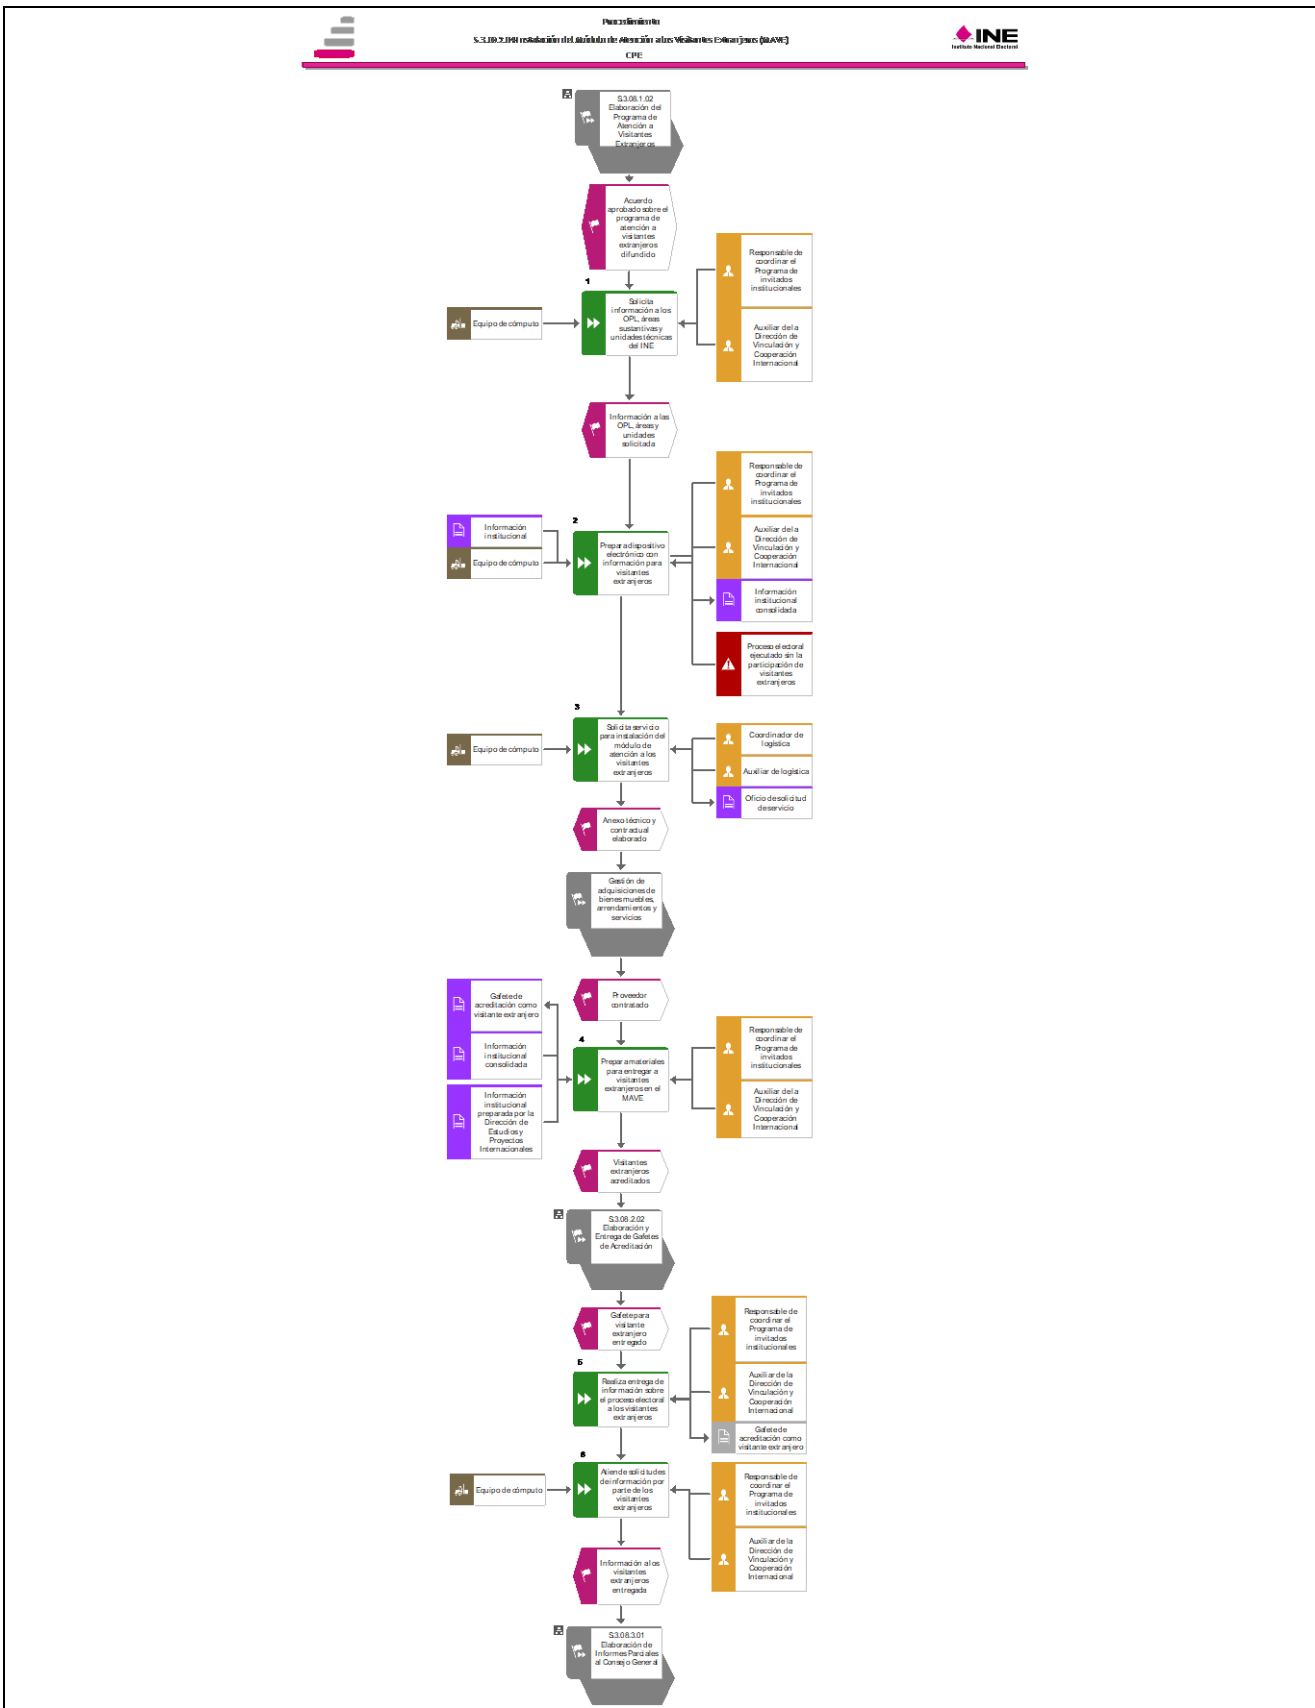 Procedimiento
CPE
INE
Instituto Nacional Electoral
S.3.08.1.02
Elaboración del
Programa de
Atención a
Visitantes
Extranjeros
Acuerdo
aprobado sobre el
programa de
atención a
visitantes
extranjeros
difundido
Responsable de
coordinar el
Programa de
invitados
institucionales
1
Solicita
información a los
OPL, áreas
sustantivas y
unidades técnicas
del INE
Equipo de cómputo
Auxiliar de la
Dirección de
Vinculación y
Cooperación
Internacional
Información a las
OPL, áreas y
unidades
solicitada
Responsable de
coordinar el
Programa de
invitados
institucionales
Información
institucional
Equipo de cómputo
2
Prepara dispositivo
electrónico con
información para
visitantes
extranjeros
Auxiliar de la
Dirección de
Vinculación y
Cooperación
Internacional
Información
institucional
consolidada
Proceso electoral
ejecutado sin la
participación de
visitantes
extranjeros
3
Solicita servicio
para instalación del
módulo de
atención a los
visitantes
extranjeros
Equipo de cómputo
Coordinador de
logística
Auxiliar de logística
Oficio de solicitud
de servicio
Anexo técnico y
contractual
elaborado
Gestión de
adquisiciones de
bienes muebles,
arrendamientos y
servicios
Proveedor
contratado
Gafete de
acreditación como
visitante extranjero
Información
institucional
consolidada
Información
institucional
preparada por la
Dirección de
Estudios y
Proyectos
Internacionales
4
Prepara materiales
para entregar a
visitantes
extranjeros en el
MAVE
Responsable de
coordinar el
Programa de
invitados
institucionales
Auxiliar de la
Dirección de
Vinculación y
Cooperación
Internacional
Visitantes
extranjeros
acreditados
S.3.08.2.02
Elaboración y
Entrega de Gafetes
de Acreditación
Gafete para
visitante
extranjero
entregado
Responsable de
coordinar el
Programa de
invitados
institucionales
5
Realiza entrega de
información sobre
el proceso electoral
a los visitantes
extranjeros
Auxiliar de la
Dirección de
Vinculación y
Cooperación
Internacional
Gafete de
acreditación como
visitante extranjero
6
Atiende solicitudes
de información por
parte de los
visitantes
extranjeros
Equipo de cómputo
Responsable de
coordinar el
Programa de
invitados
institucionales
Auxiliar de la
Dirección de
Vinculación y
Cooperación
Internacional
Información a los
visitantes
extranjeros
entregada
S.3.08.3.01
Elaboración de
Informes Parciales
al Consejo General